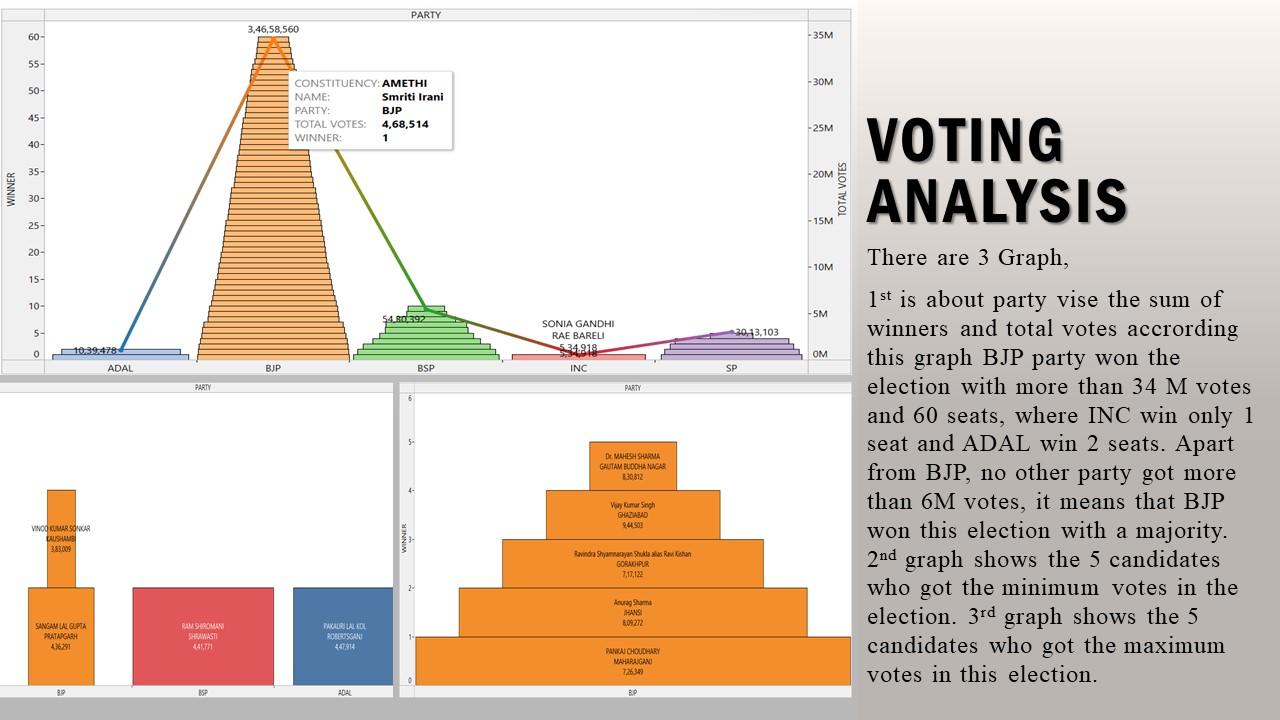 PARTY
3,46,58,560
60
55
50
45
40
35
30
25
20
15
10
5
0
WINNER
35M
30M
25M
20M
15M
10M
5M
0M
TOTAL VOTES
CONSTITUENCY: AMETHI
NAME: Smriti Irani
PARTY: BJP
TOTAL VOTES: 4,68,514
WINNER: 1
10,39,478
54,80,392
SONIA GANDHI
RAE BARELI
5,34,918
5,34,918
30,13,103
ADAL BJP BSP INC SP
PARTY
VINOD KUMAR SONKAR
KAUSHAMBI
3,83,009
SANGAM LAL GUPTA
PRATAPGARH
4,36,291
RAM SHIROMANI
SHRAWASTI
4,41,771
PAKAURI LAL KOL
ROBERTSGANJ
4,47,914
BJP BSP ADAL
PARTY
6
5
4
3
2
1
0
WINNER
Dr. MAHESH SHARMA
GAUTAM BUDDHA NAGAR
8,30,812
Vijay Kumar Singh
GHAZIABAD
9,44,503
Ravindra Shyamnarayan Shukla alias Ravi Kishan
GORAKHPUR
7,17,122
Anurag Sharma
JHANSI
8,09,272
PANKAJ CHOUDHARY
MAHARAJGANJ
7,26,349
BJP
VOTING
ANALYSIS
There are 3 Graph,
1st is about party vise the sum of
winners and total votes accrording
this graph BJP party won the
election with more than 34 M votes
and 60 seats, where INC win only 1
seat and ADAL win 2 seats. Apart
from BJP, no other party got more
than 6M votes, it means that BJP
won this election with a majority.
2nd graph shows the 5 candidates
who got the minimum votes in the
election. 3rd graph shows the 5
candidates who got the maximum
votes in this election.